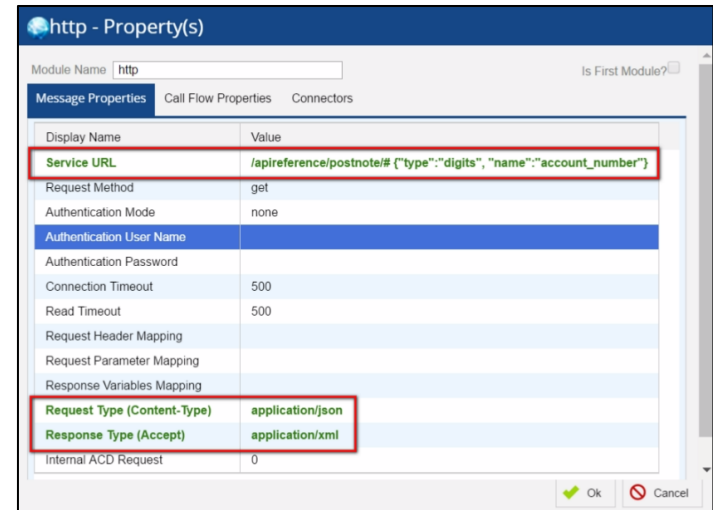 http - Property(s)
Module Name http Is First Module?
Message Properties Call Flow Properties Connectors
Display Name Value
Service URL /apireference/postnote/# {"type":"digits", "name":"account_number"}
Request Method get
Authentication Mode none
Authentication User Name
Authentication Password
Connection Timeout 500
Read Timeout 500
Request Header Mapping
Request Parameter Mapping
Response Variables Mapping
Request Type (Content-Type) application/json
Response Type (Accept) application/xml
Internal ACD Request 0
Ok Cancel